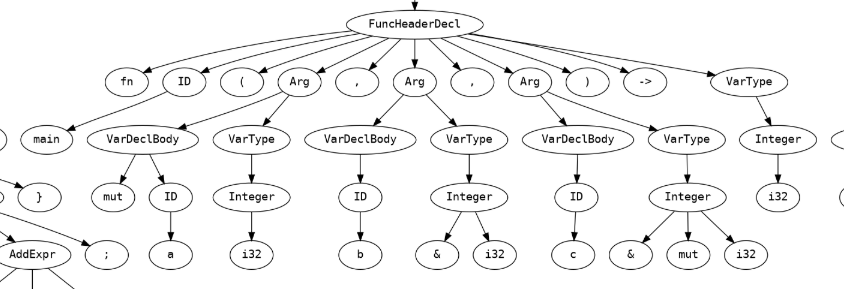 FuncHeaderDecl
fn ID ( Arg , Arg , Arg ) -> VarType
main VarDeclBody VarType VarDeclBody VarType VarDeclBody VarType Integer
} mut ID Integer ID Integer ID Integer i32
AddExpr ; a i32 b & i32 c & mut i32